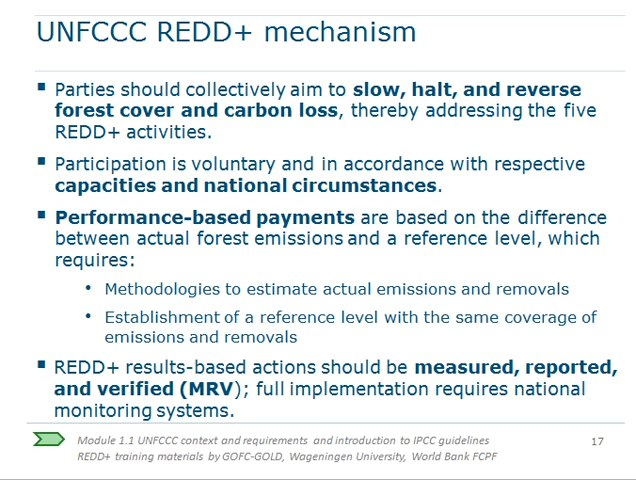 UNFCCC REDD+ mechanism
Parties should collectively aim to slow, halt, and reverse
forest cover and carbon loss, thereby addressing the five
REDD+ activities.
Participation is voluntary and in accordance with respective
capacities and national circumstances.
Performance-based payments are based on the difference
between actual forest emissions and a reference level, which
requires:
• Methodologies to estimate actual emissions and removals
• Establishment of a reference level with the same coverage of
emissions and removals
REDD+ results-based actions should be measured, reported,
and verified (MRV); full implementation requires national
monitoring systems.
Module 1.1 UNFCCC context and requirements and introduction to IPCC guidelines
REDD+ training materials by GOFC-GOLD, Wageningen University, World Bank FCPF
17